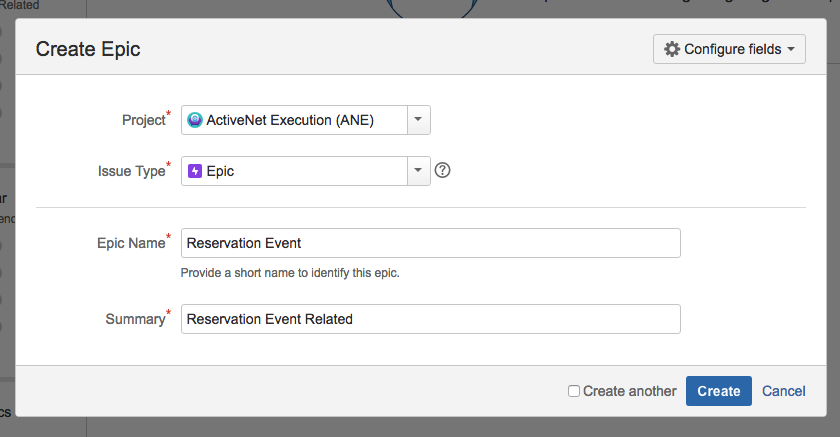 Related
Create Epic
Configure fields
Project*
ActiveNet Execution (ANE)
Issue Type*
Epic
Epic Name*
Reservation Event
Provide a short name to identify this epic.
Summary*
Reservation Event Related
Create another
Create
Cancel